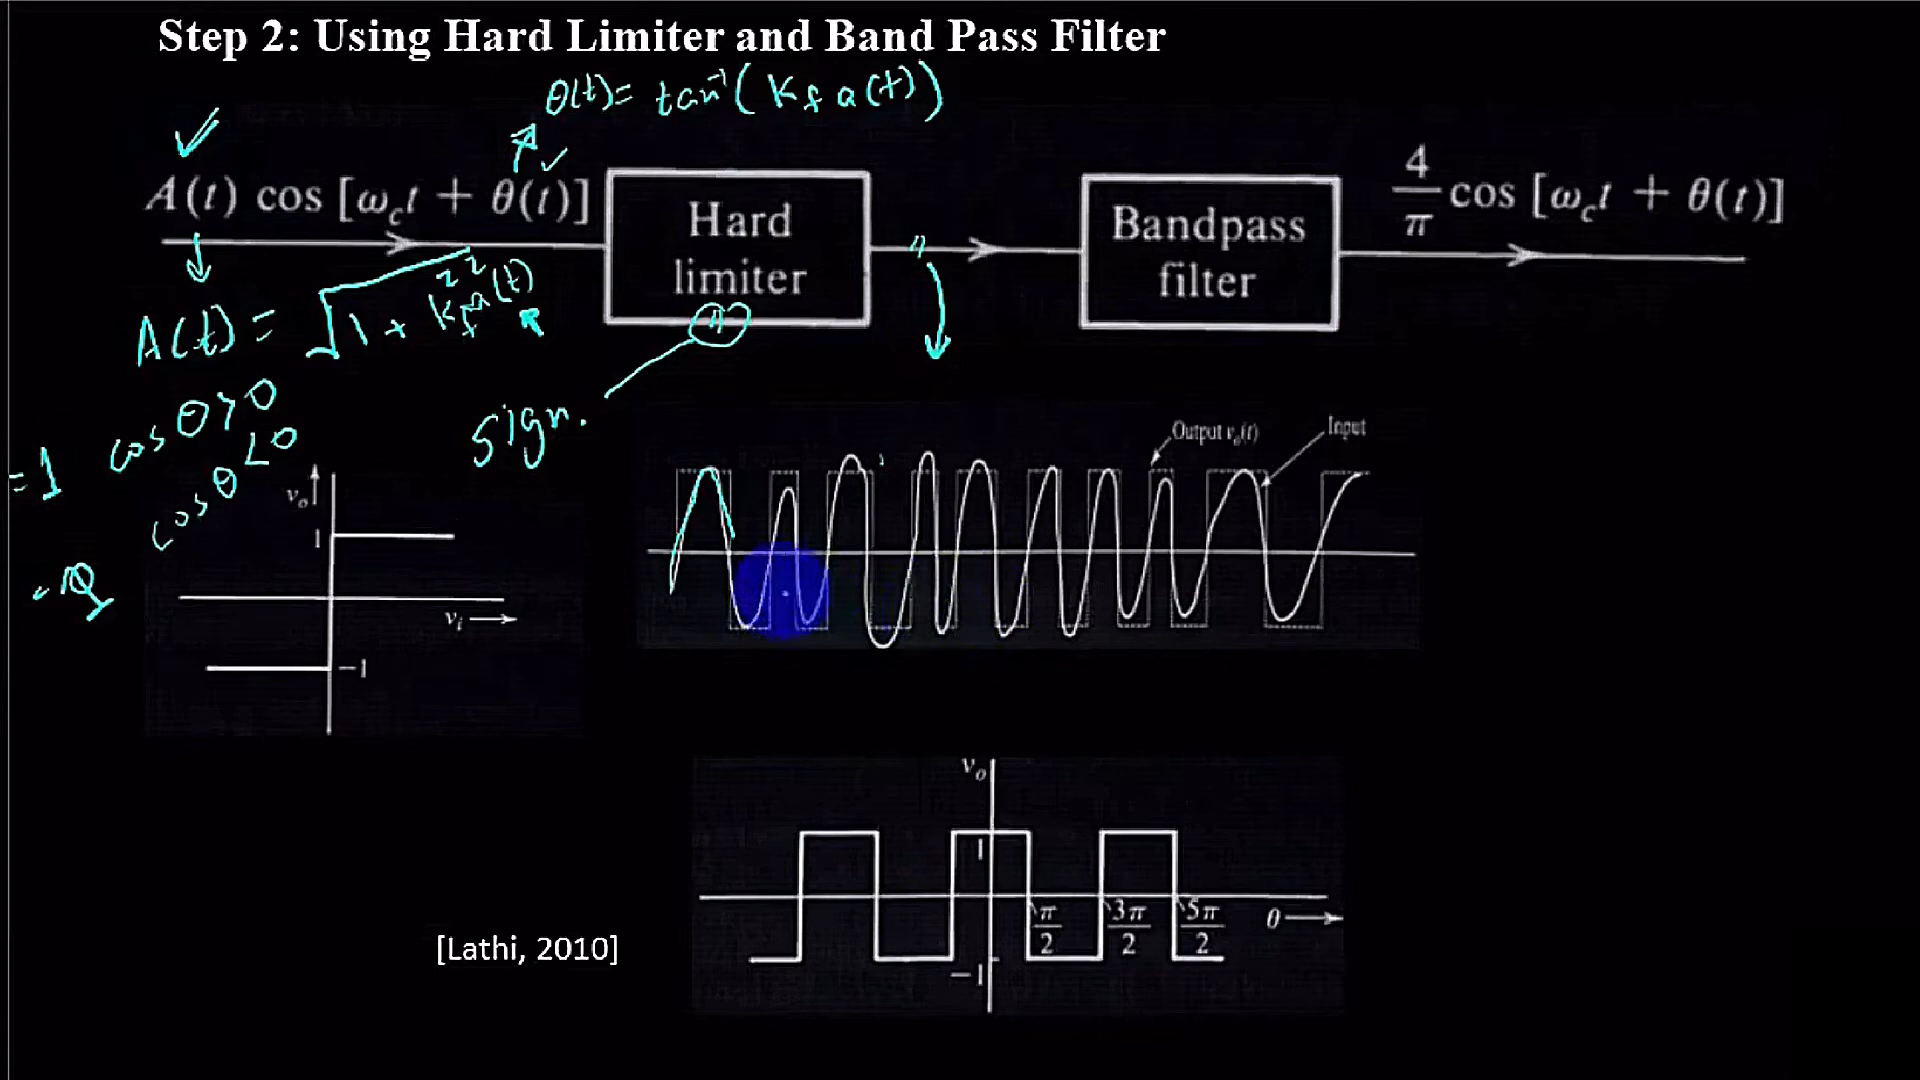 Step 2: Using Hard Limiter and Band Pass Filter
θ(t)= tan⁻¹( K_f a(t))
A(t) cos [ω_c t + θ(t)]
Hard
limiter
Bandpass
filter
4/π cos [ω_c t + θ(t)]
A(t) = √1 + k_f² a²(t)
= 1 cos θ > 0
cos θ < 0
sign.
Output v_o(t)
Input
v_o
1
v_i
−1
v_o
1
π/2 3π/2 5π/2 θ
−1
[Lathi, 2010]